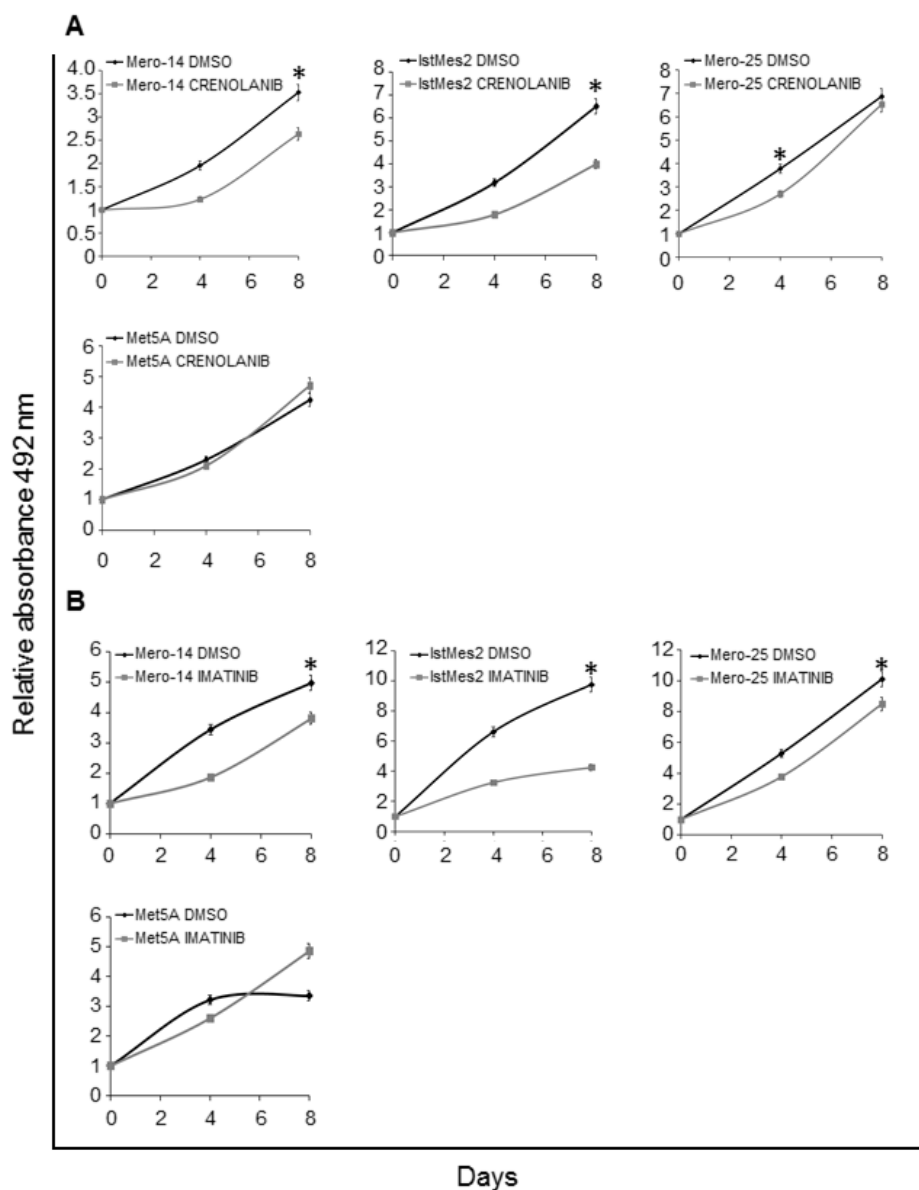 A
Mero-14 DMSO
Mero-14 CRENOLANIB
4.0
3.5
3
2.5
2
1.5
1
0.5
0
0 2 4 6 8
*
IstMes2 DMSO
IstMes2 CRENOLANIB
8
7
6
5
4
3
2
1
0
0 2 4 6 8
*
Mero-25 DMSO
Mero-25 CRENOLANIB
8
7
6
5
4
3
2
1
0
0 2 4 6 8
*
Met5A DMSO
Met5A CRENOLANIB
6
5
4
3
2
1
0
0 2 4 6 8
Relative absorbance 492 nm
B
Mero-14 DMSO
Mero-14 IMATINIB
6
5
4
3
2
1
0
0 2 4 6 8
*
IstMes2 DMSO
IstMes2 IMATINIB
12
10
8
6
4
2
0
0 2 4 6 8
*
Mero-25 DMSO
Mero-25 IMATINIB
12
10
8
6
4
2
0
0 2 4 6 8
*
Met5A DMSO
Met5A IMATINIB
6
5
4
3
2
1
0
0 2 4 6 8
Days